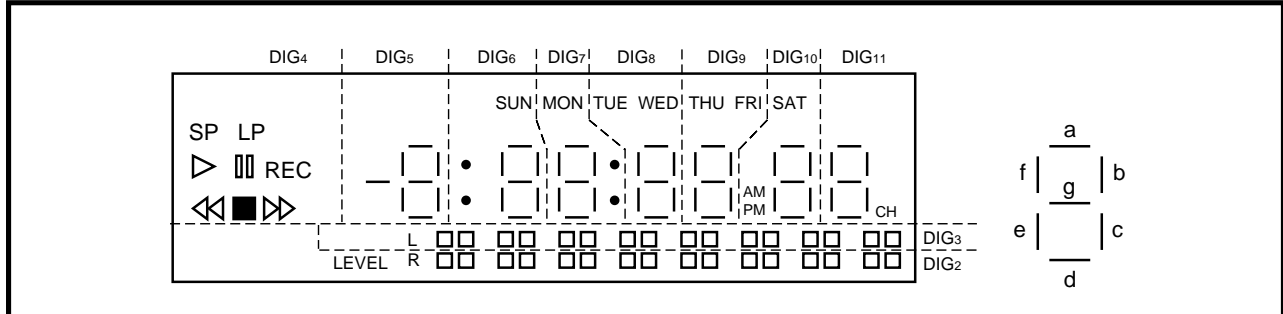 DIG4 DIG5 DIG6 DIG7 DIG8 DIG9 DIG10 DIG11
SUN MON TUE WED THU FRI SAT
SP LP
REC
AM
PM
CH
L
DIG3
LEVEL R
DIG2
a
f b
g
e c
d